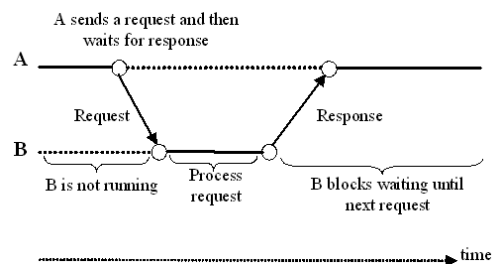 A sends a request and then
waits for response
A
Request
Response
B
B is not running
Process
request
B blocks waiting until
next request
time